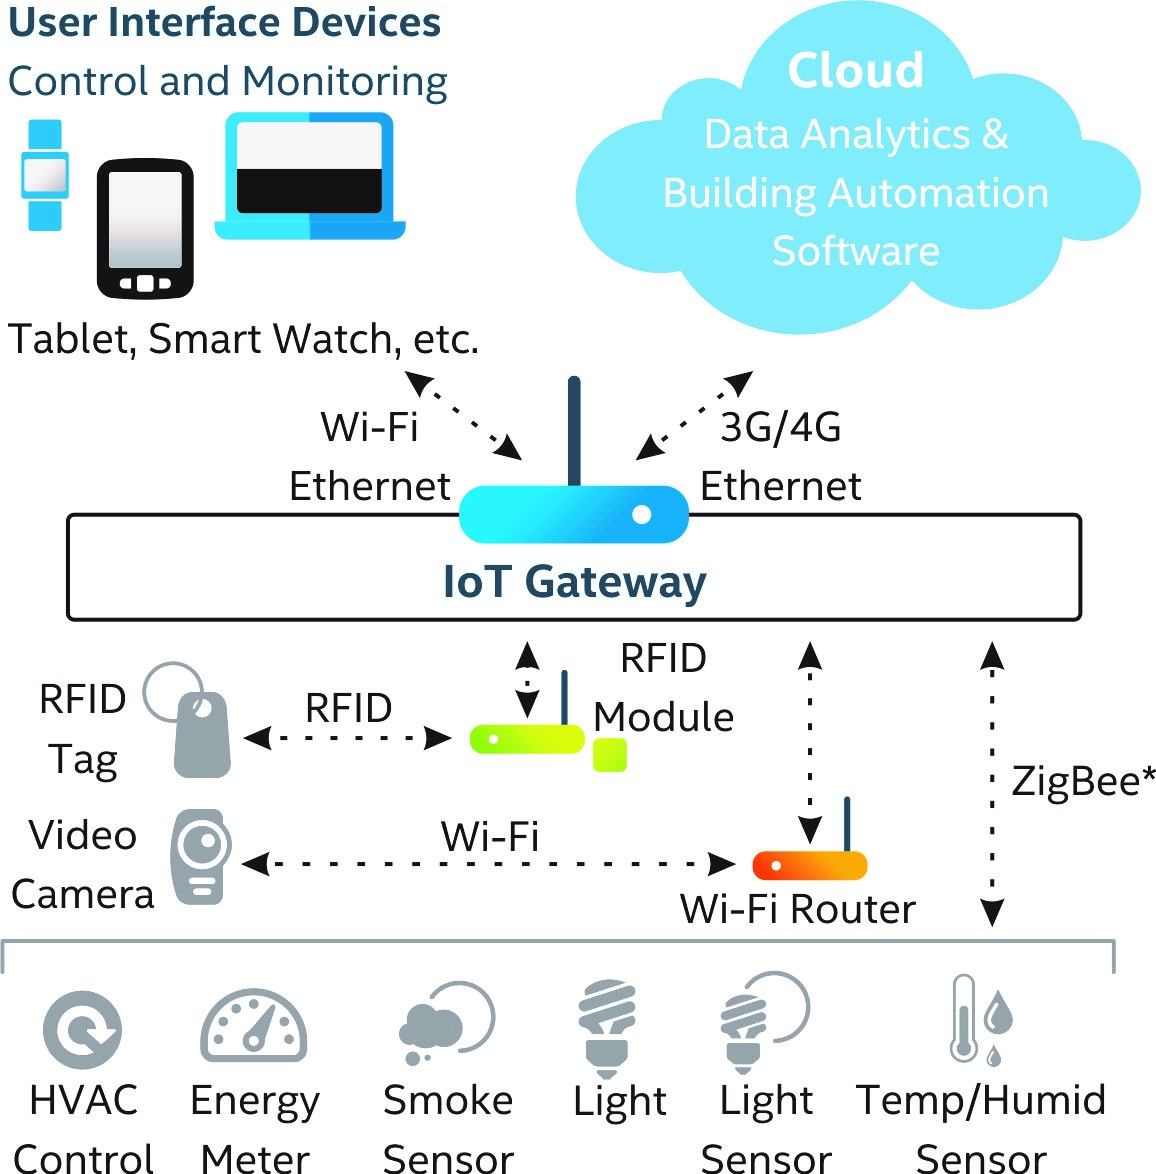 User Interface Devices
Control and Monitoring
Tablet, Smart Watch, etc.
Cloud
Data Analytics &
Building Automation
Software
Wi-Fi
Ethernet
3G/4G
Ethernet
IoT Gateway
RFID
Tag
RFID
RFID
Module
Video
Camera
Wi-Fi
Wi-Fi Router
ZigBee*
HVAC
Control
Energy
Meter
Smoke
Sensor
Light
Light
Sensor
Temp/Humid
Sensor